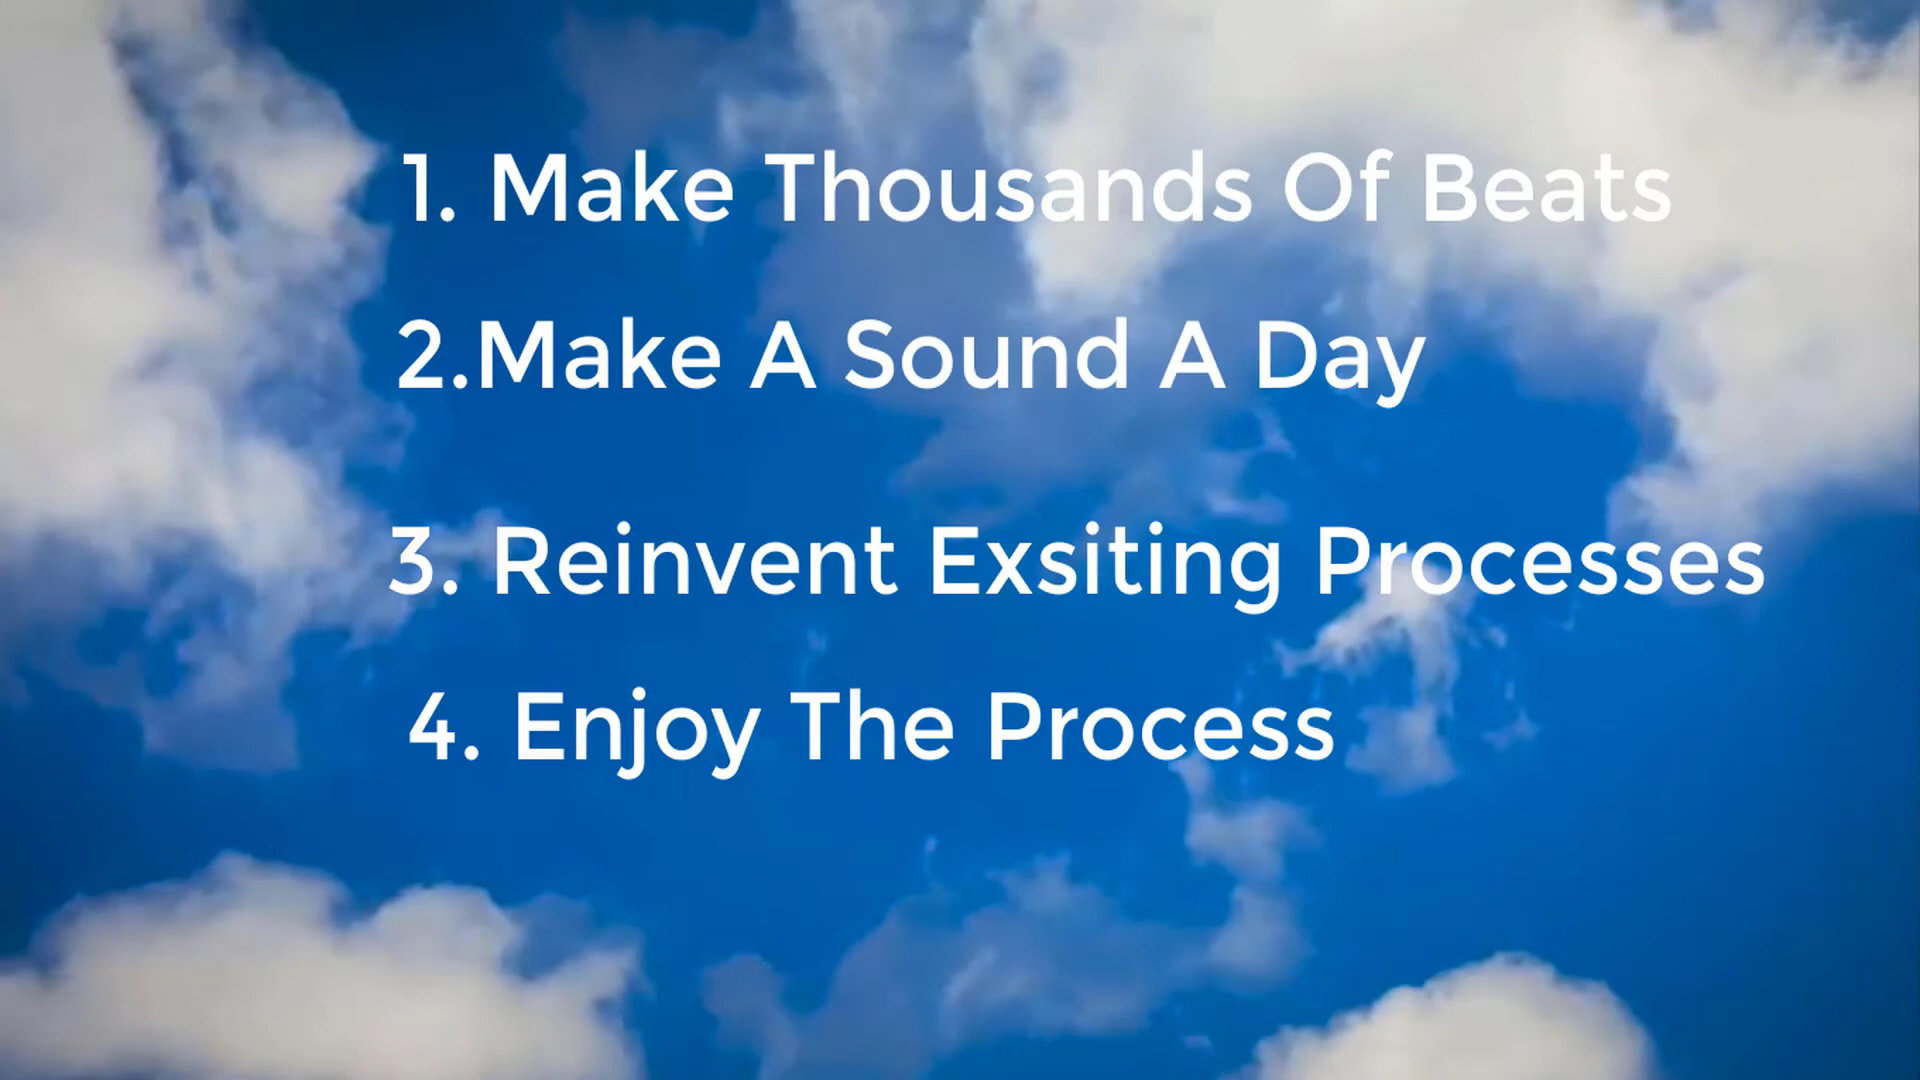 1. Make Thousands Of Beats
2.Make A Sound A Day
3. Reinvent Exsiting Processes
4. Enjoy The Process